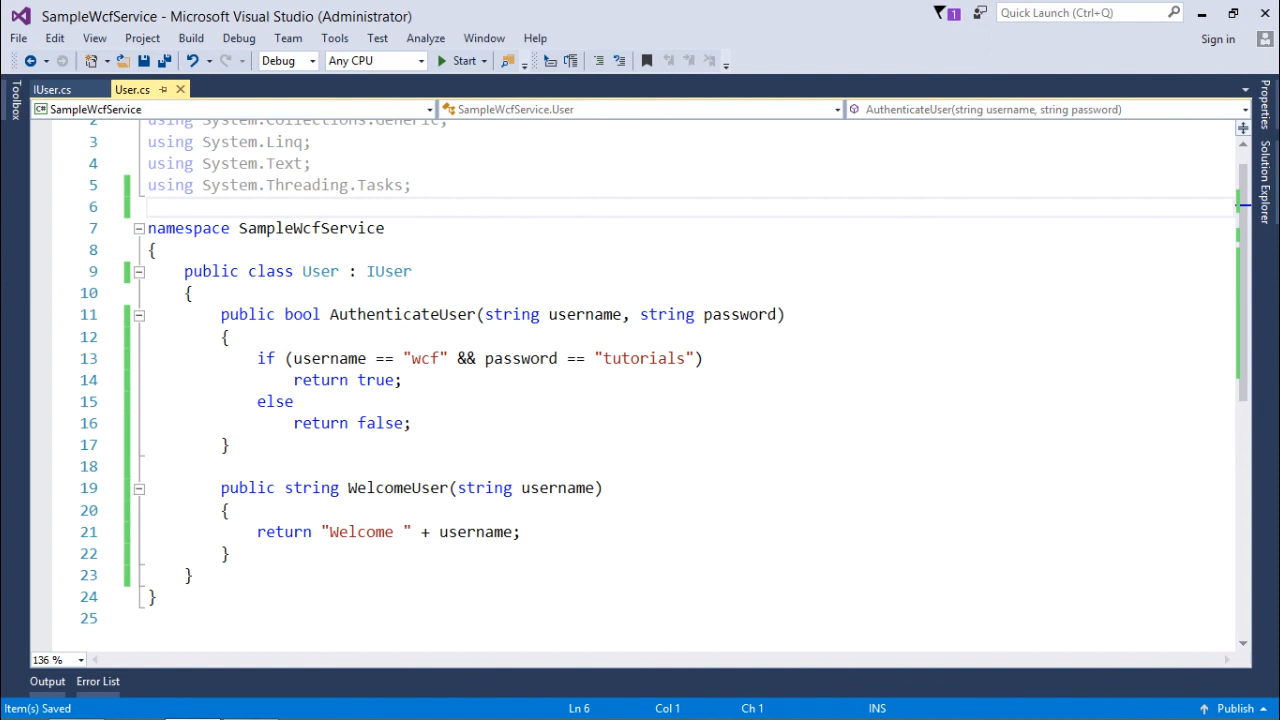 SampleWcfService - Microsoft Visual Studio (Administrator)
1
Quick Launch (Ctrl+Q)
File Edit View Project Build Debug Team Tools Test Analyze Window Help
Sign in
Debug Any CPU Start
Toolbox
IUser.cs User.cs
C# SampleWcfService SampleWcfService.User AuthenticateUser(string username, string password)
Properties
Solution Explorer
2 using System.Collections.Generic;
3 using System.Linq;
4 using System.Text;
5 using System.Threading.Tasks;
6
7 namespace SampleWcfService
8 {
9 public class User : IUser
10 {
11 public bool AuthenticateUser(string username, string password)
12 {
13 if (username == "wcf" && password == "tutorials")
14 return true;
15 else
16 return false;
17 }
18
19 public string WelcomeUser(string username)
20 {
21 return "Welcome " + username;
22 }
23 }
24 }
25
136 %
Output Error List
Item(s) Saved Ln 6 Col 1 Ch 1 INS Publish